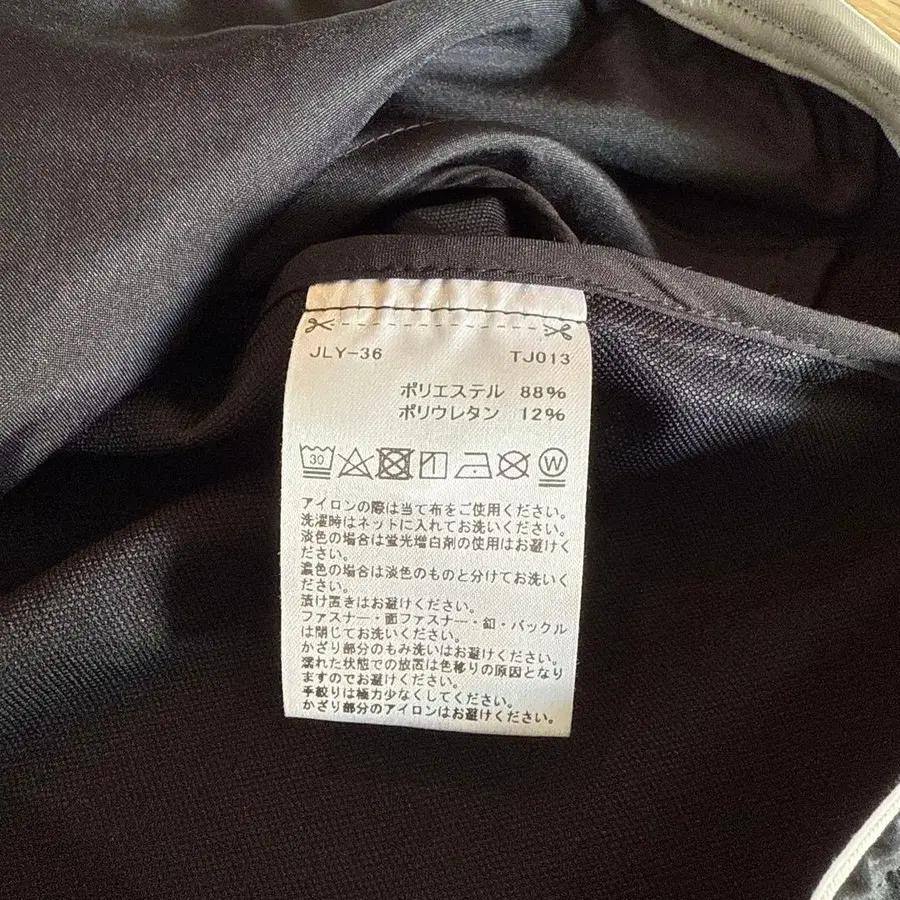 JLY-36 TJ013
ポリエステル 88%
ポリウレタン 12%
30 W
アイロンの際は当て布をご使用ください。
洗濯時はネットに入れてお洗いください。
淡色の場合は蛍光増白剤の使用はお避けく
ださい。
濃色の場合は淡色のものと分けてお洗いく
ださい。
漬け置きはお避けください。
ファスナー・面ファスナー・釦・バックル
は閉じてお洗いください。
かざり部分のもみ洗いはお避けください。
濡れた状態での放置は色移りの原因となり
ますのでお避けください。
手絞りは極力少なくしてください。
かざり部分のアイロンはお避けください。